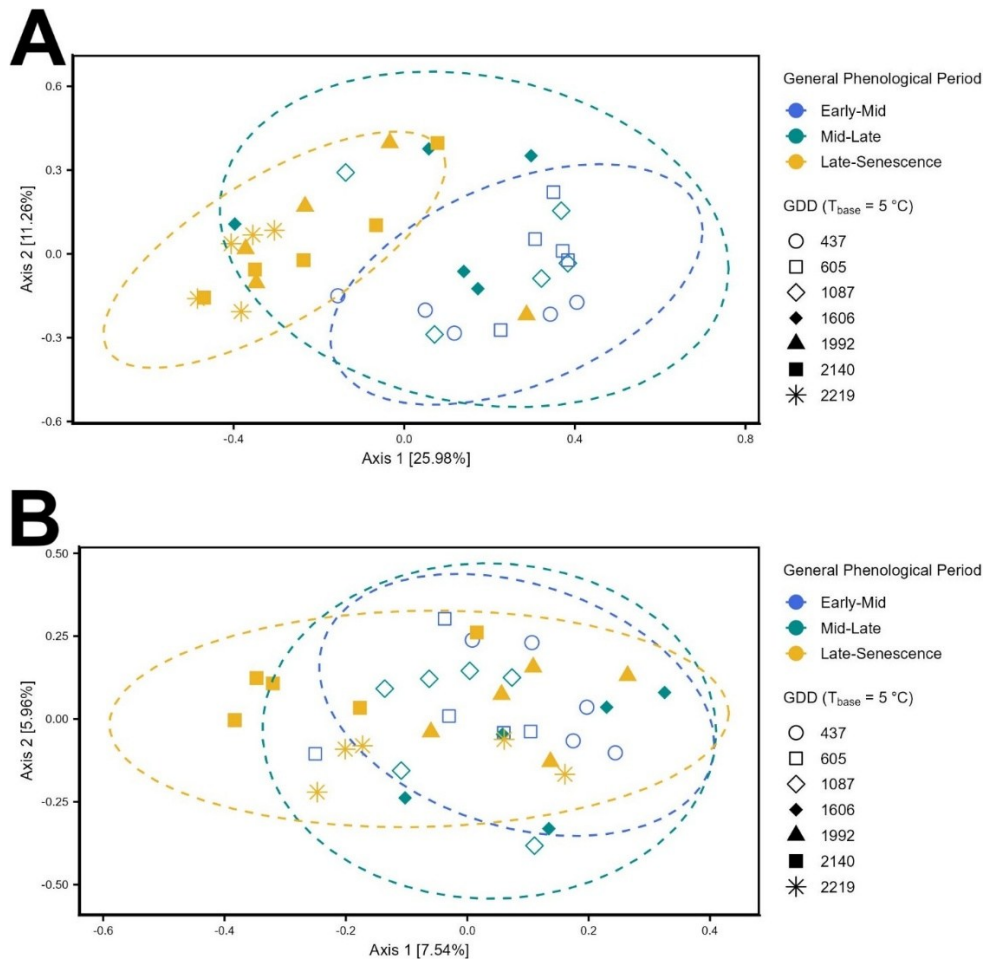 A
0.6
0.3
0.0
-0.3
-0.6
Axis 2 [11.26%]
-0.4
0.0
0.4
0.8
Axis 1 [25.98%]
General Phenological Period
Early-Mid
Mid-Late
Late-Senescence
GDD (Tbase = 5 °C)
437
605
1087
1606
1992
2140
2219
B
0.50
0.25
0.00
-0.25
-0.50
Axis 2 [5.96%]
-0.6
-0.4
-0.2
0.0
0.2
0.4
Axis 1 [7.54%]
General Phenological Period
Early-Mid
Mid-Late
Late-Senescence
GDD (Tbase = 5 °C)
437
605
1087
1606
1992
2140
2219